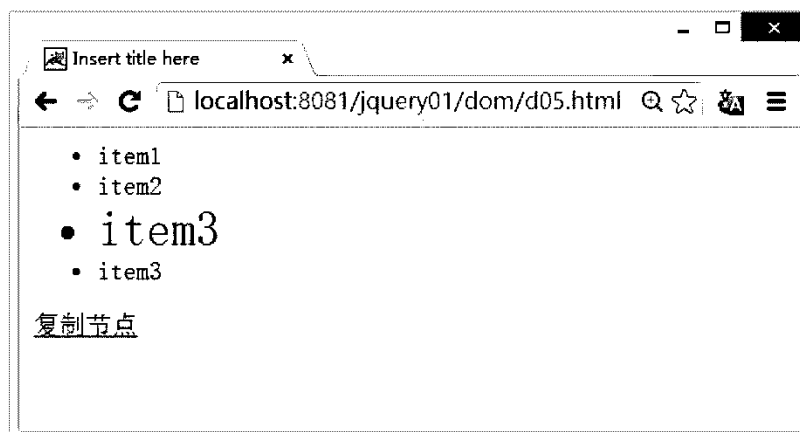 Insert title here
localhost:8081/jquery01/dom/d05.html
item1
item2
item3
item3
复制节点